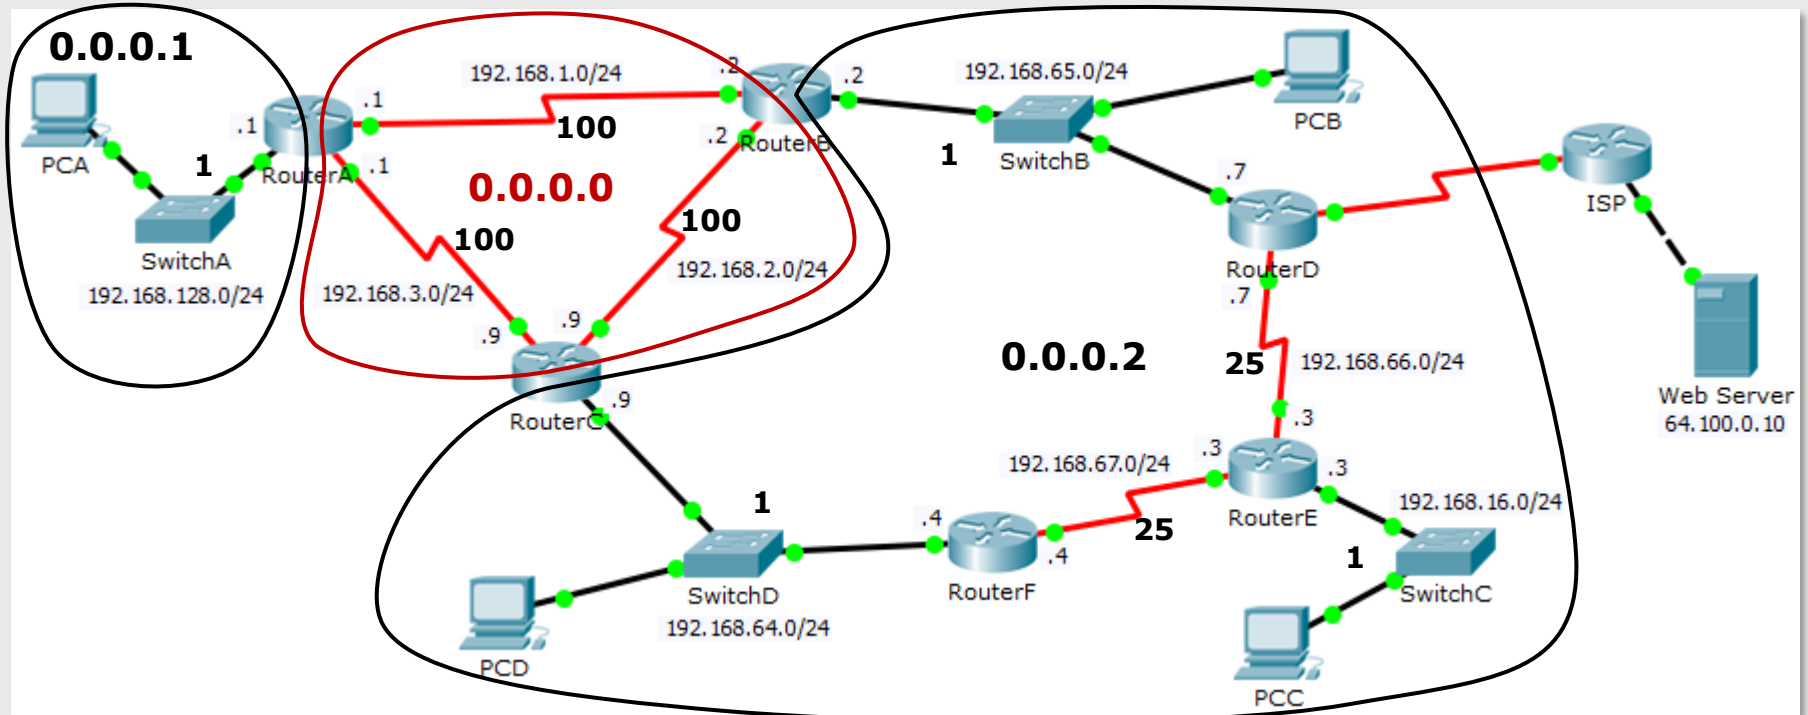 0.0.0.1
PCA
1
.1
RouterA
SwitchA
192.168.128.0/24
.1
.1
192.168.1.0/24
100
.2
.2
RouterB
.2
0.0.0.0
100
100
192.168.3.0/24
192.168.2.0/24
.9
.9
RouterC
.9
192.168.65.0/24
1
SwitchB
PCB
.7
RouterD
.7
ISP
Web Server
64.100.0.10
0.0.0.2
25
192.168.66.0/24
.3
192.168.67.0/24
.3
.3
RouterE
25
192.168.16.0/24
1
SwitchC
PCC
1
SwitchD
192.168.64.0/24
PCD
.4
RouterF
.4